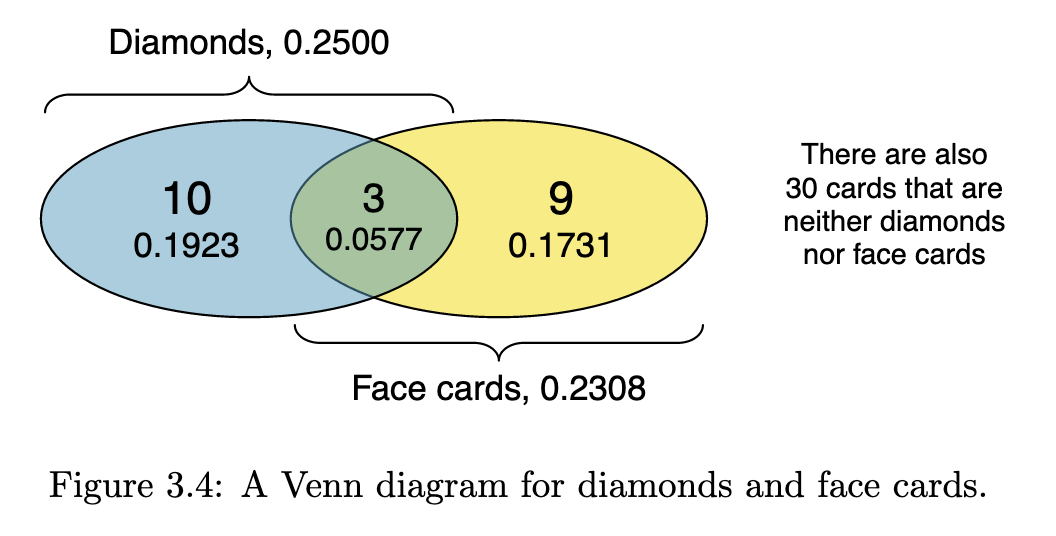 Diamonds, 0.2500
10
0.1923
3
0.0577
9
0.1731
There are also
30 cards that are
neither diamonds
nor face cards
Face cards, 0.2308
Figure 3.4: A Venn diagram for diamonds and face cards.